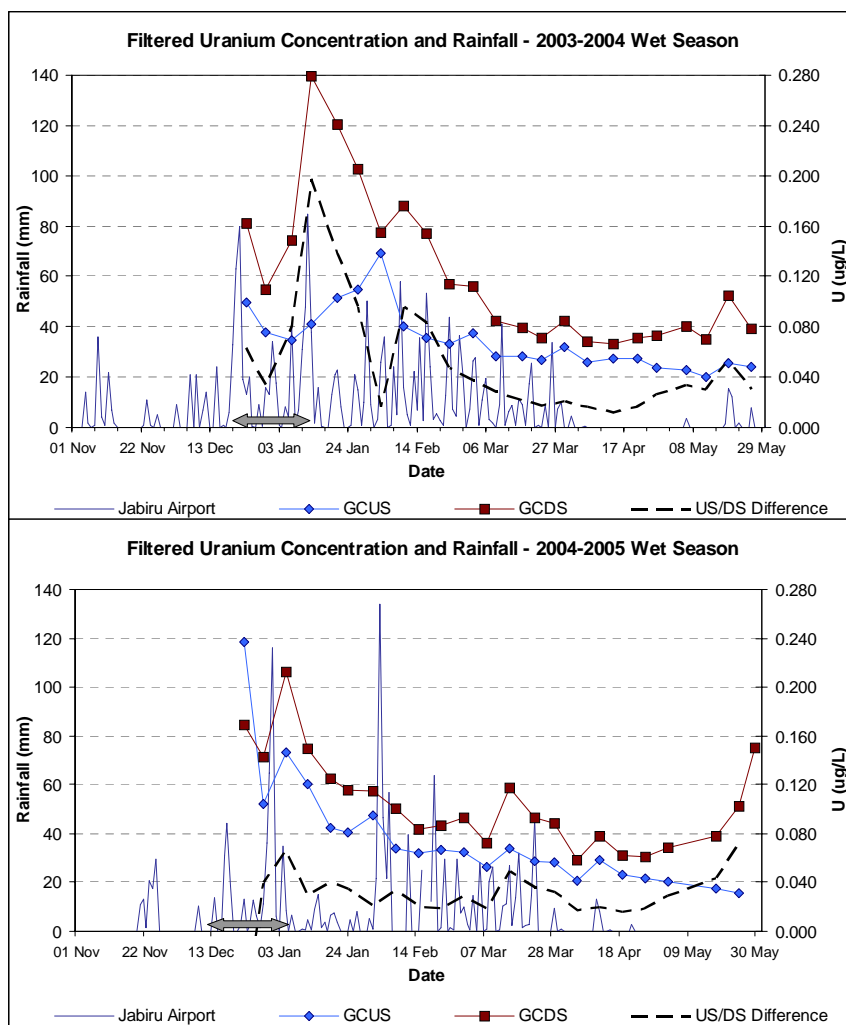 Filtered Uranium Concentration and Rainfall - 2003-2004 Wet Season
140 0.280
120 0.240
100 0.200
80 0.160
60 0.120
40 0.080
20 0.040
0 0.000
Rainfall (mm)
U (ug/L)
01 Nov 22 Nov 13 Dec 03 Jan 24 Jan 14 Feb 06 Mar 27 Mar 17 Apr 08 May 29 May
Date
Jabiru Airport GCUS GCDS US/DS Difference
Filtered Uranium Concentration and Rainfall - 2004-2005 Wet Season
140 0.280
120 0.240
100 0.200
80 0.160
60 0.120
40 0.080
20 0.040
0 0.000
Rainfall (mm)
U (ug/L)
01 Nov 22 Nov 13 Dec 03 Jan 24 Jan 14 Feb 07 Mar 28 Mar 18 Apr 09 May 30 May
Date
Jabiru Airport GCUS GCDS US/DS Difference